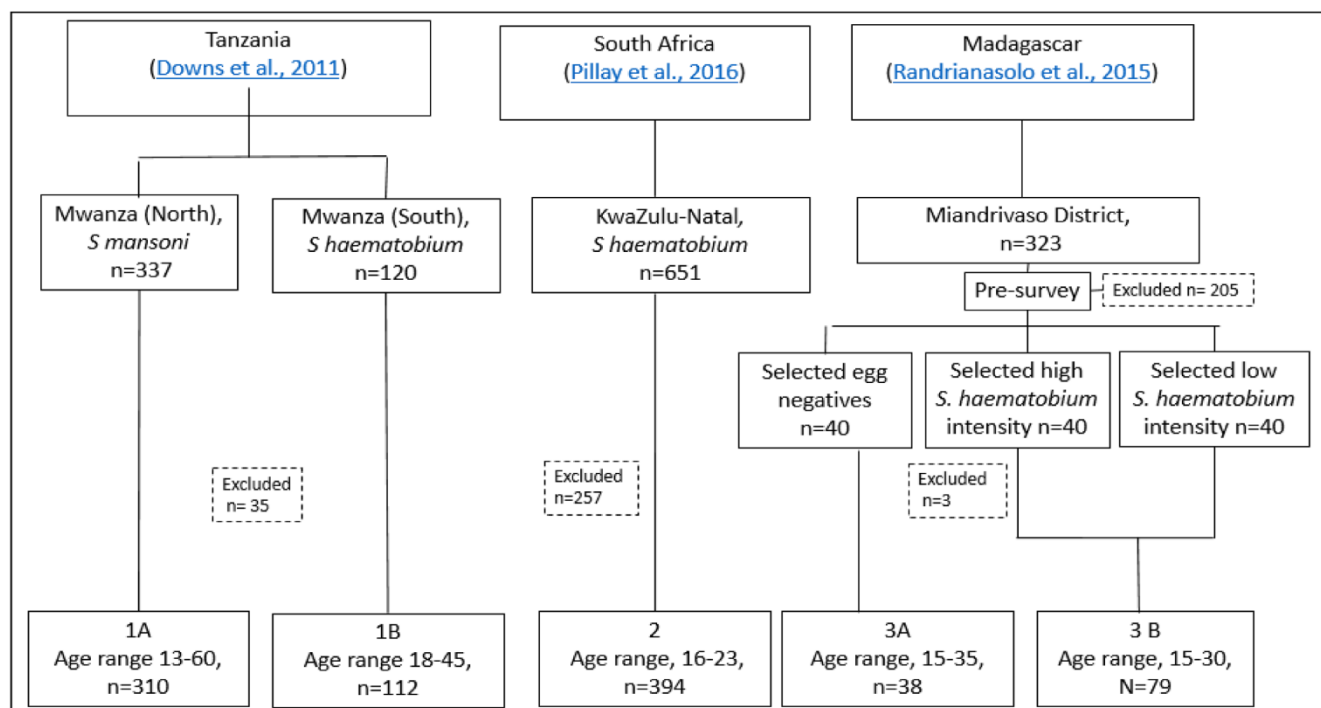 Tanzania
(Downs et al., 2011)
South Africa
(Pillay et al., 2016)
Madagascar
(Randrianasolo et al., 2015)
Mwanza (North),
S mansoni
n=337
Mwanza (South),
S haematobium
n=120
KwaZulu-Natal,
S haematobium
n=651
Miandrivaso District,
n=323
Pre-survey
Excluded n= 205
Selected egg
negatives
n=40
Selected high
S. haematobium
intensity n=40
Selected low
S. haematobium
intensity n=40
Excluded
n= 35
Excluded
n=257
Excluded
n=3
1A
Age range 13-60,
n=310
1B
Age range 18-45,
n=112
2
Age range, 16-23,
n=394
3A
Age range, 15-35,
n=38
3 B
Age range, 15-30,
N=79